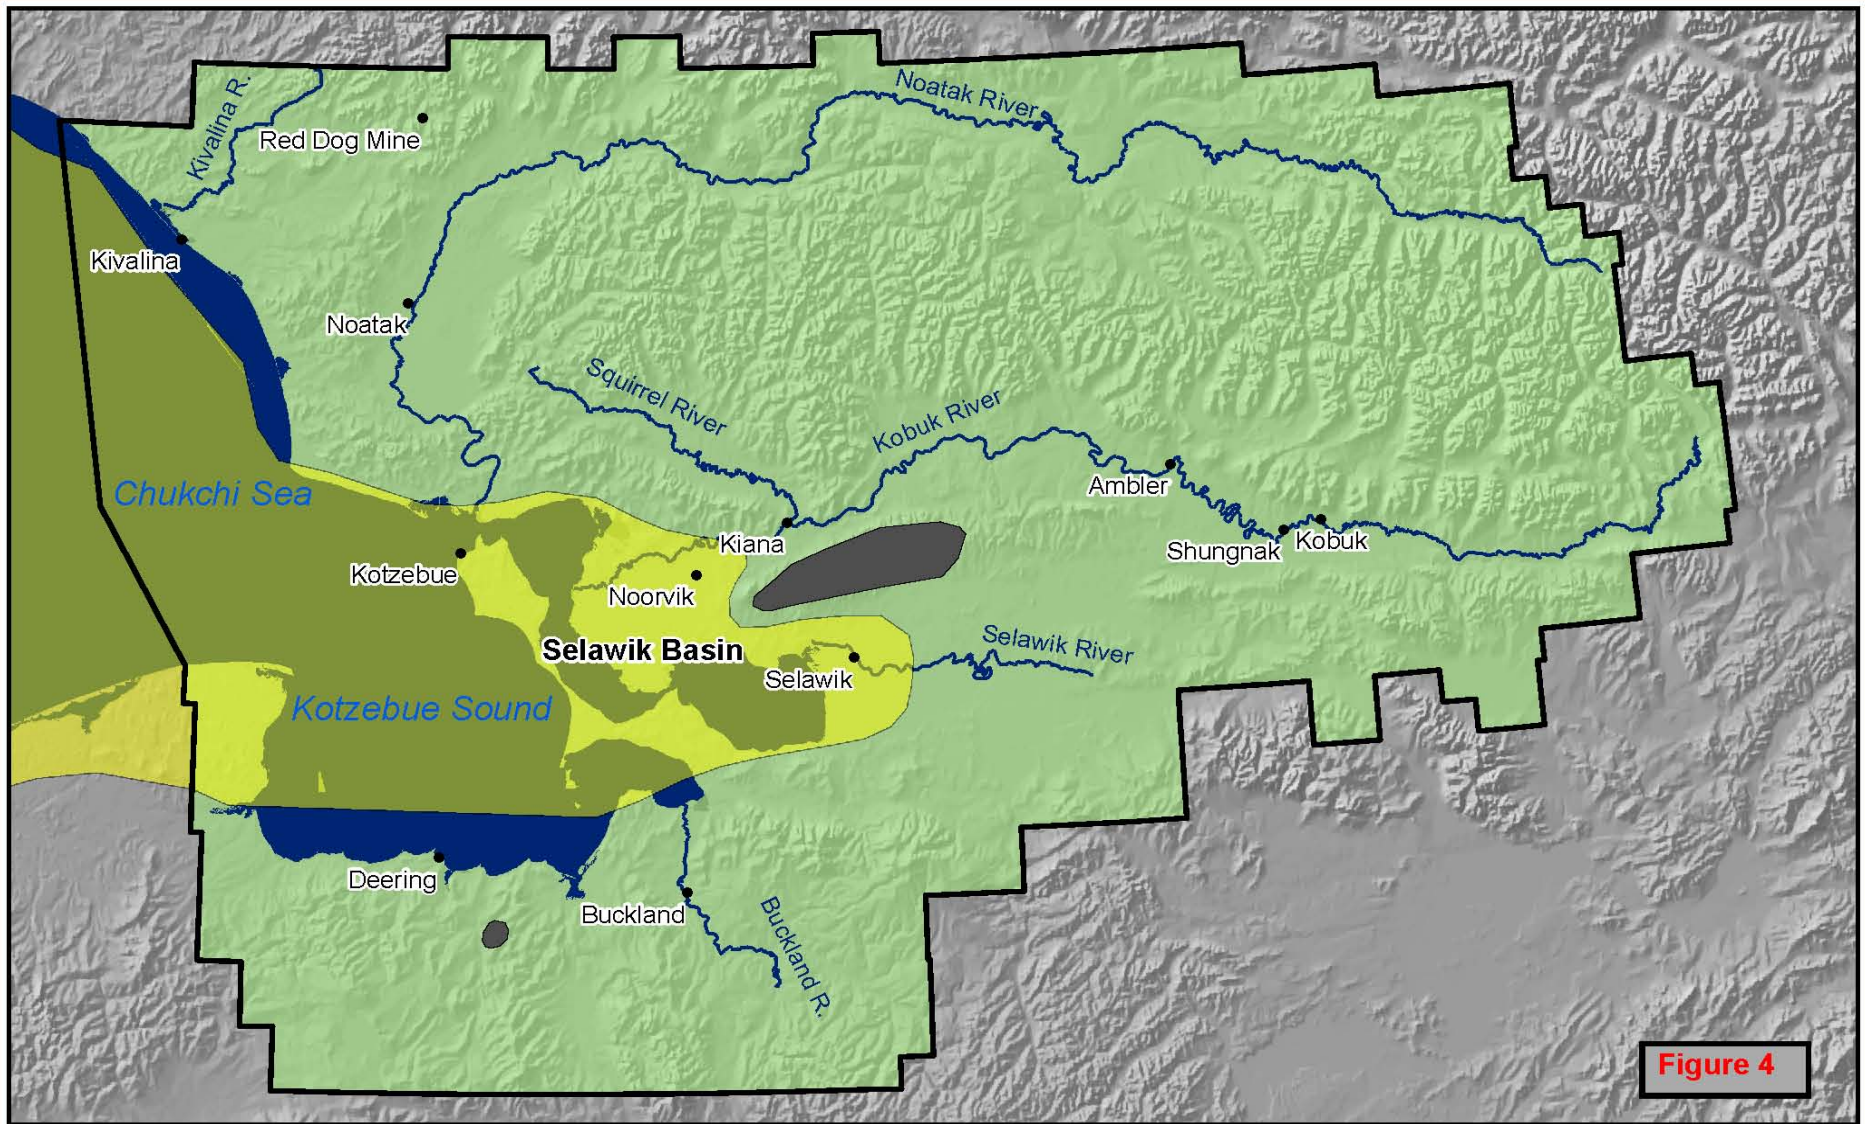 Noatak River
Kivalina R.
Red Dog Mine
Kivalina
Noatak
Squirrel River
Kobuk River
Chukchi Sea
Ambler
Kiana
Shungnak
Kobuk
Kotzebue
Noorvik
Selawik Basin
Selawik River
Selawik
Kotzebue Sound
Deering
Buckland
Buckland R.
Figure 4